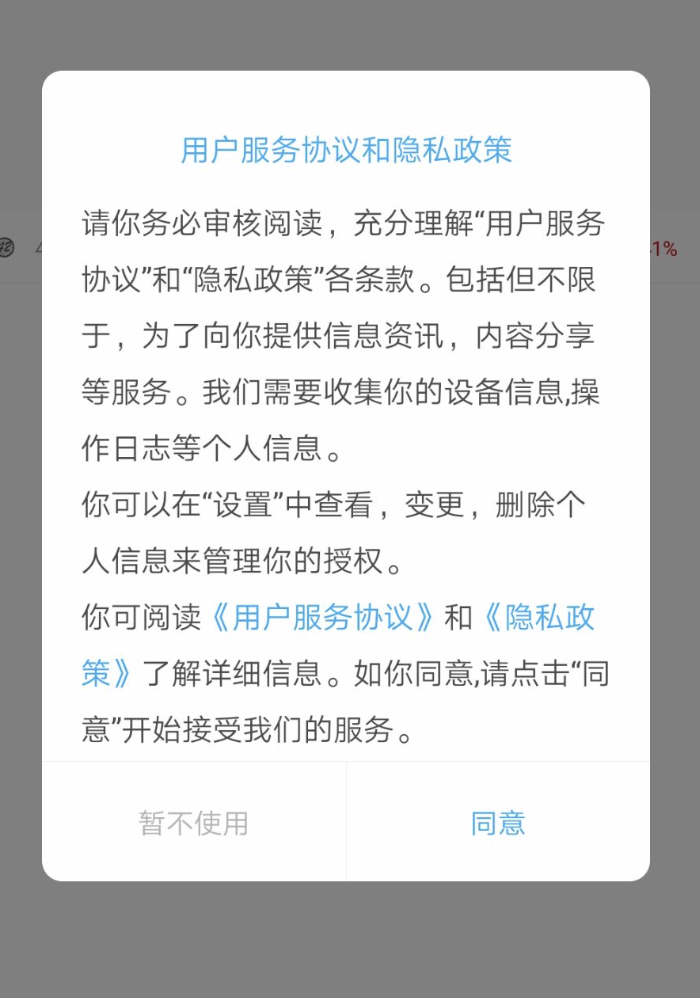 用户服务协议和隐私政策
请你务必审核阅读，充分理解“用户服务
协议”和“隐私政策”各条款。包括但不限
于，为了向你提供信息资讯，内容分享
等服务。我们需要收集你的设备信息,操
作日志等个人信息。
你可以在“设置”中查看，变更，删除个
人信息来管理你的授权。
你可阅读《用户服务协议》和《隐私政
策》了解详细信息。如你同意,请点击“同
意”开始接受我们的服务。
暂不使用 同意